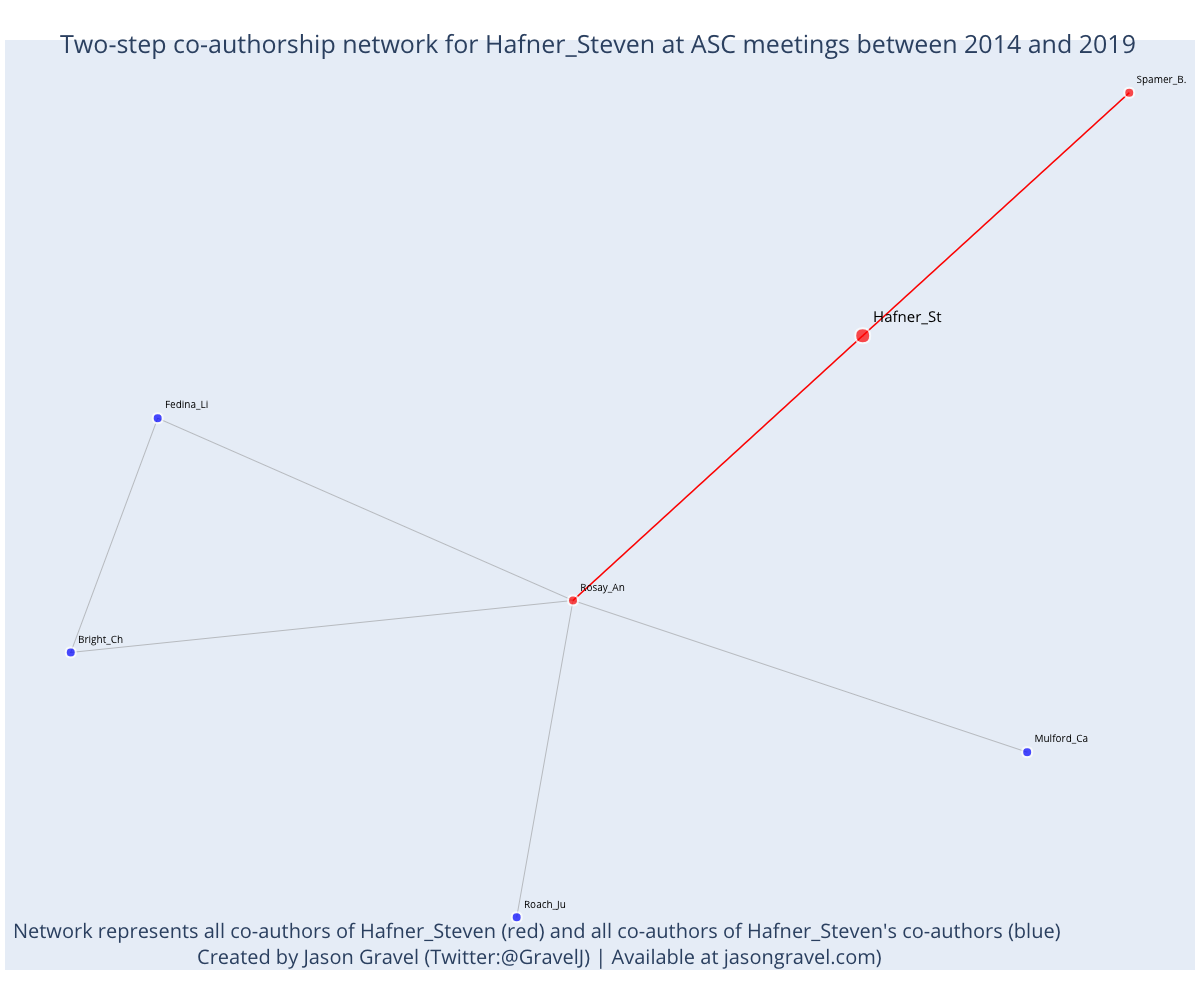 Two-step co-authorship network for Hafner_Steven at ASC meetings between 2014 and 2019
Spamer_B.
Hafner_St
Fedina_Li
Rosay_An
Bright_Ch
Mulford_Ca
Roach_Ju
Network represents all co-authors of Hafner_Steven (red) and all co-authors of Hafner_Steven's co-authors (blue)
Created by Jason Gravel (Twitter:@GravelJ) | Available at jasongravel.com)